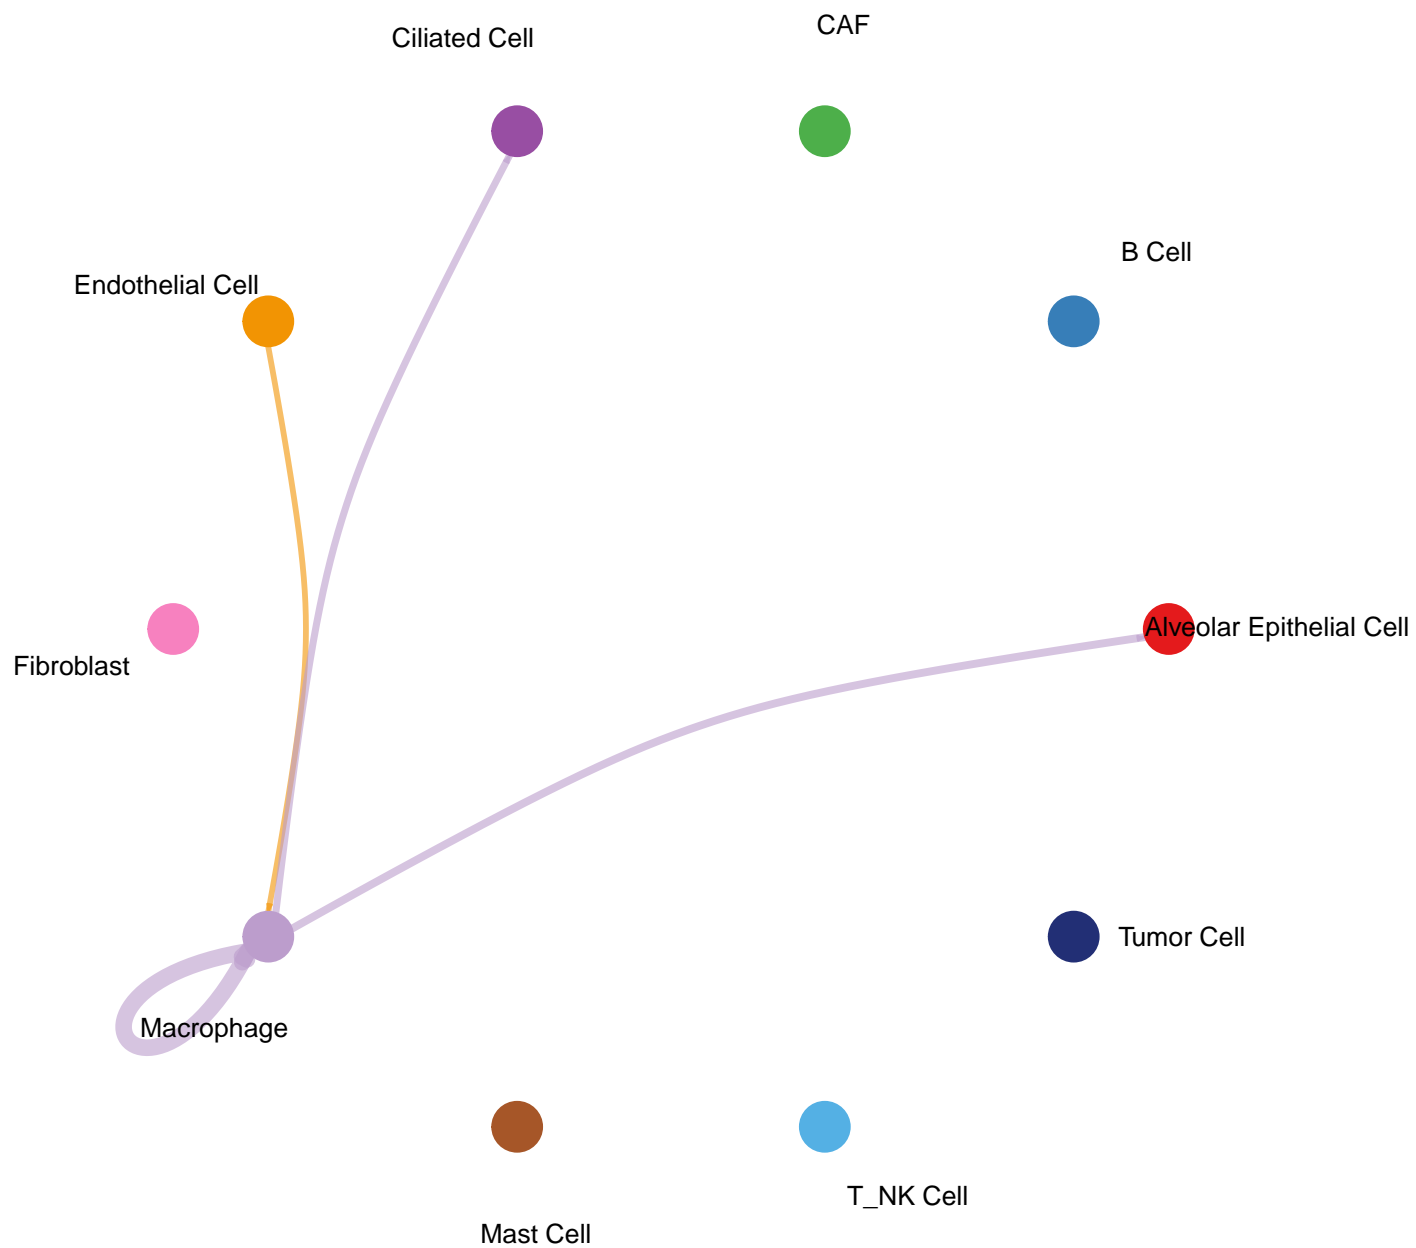 CAF
Ciliated Cell
B Cell
Endothelial Cell
Alveolar Epithelial Cell
Fibroblast
Tumor Cell
Macrophage
T_NK Cell
Mast Cell